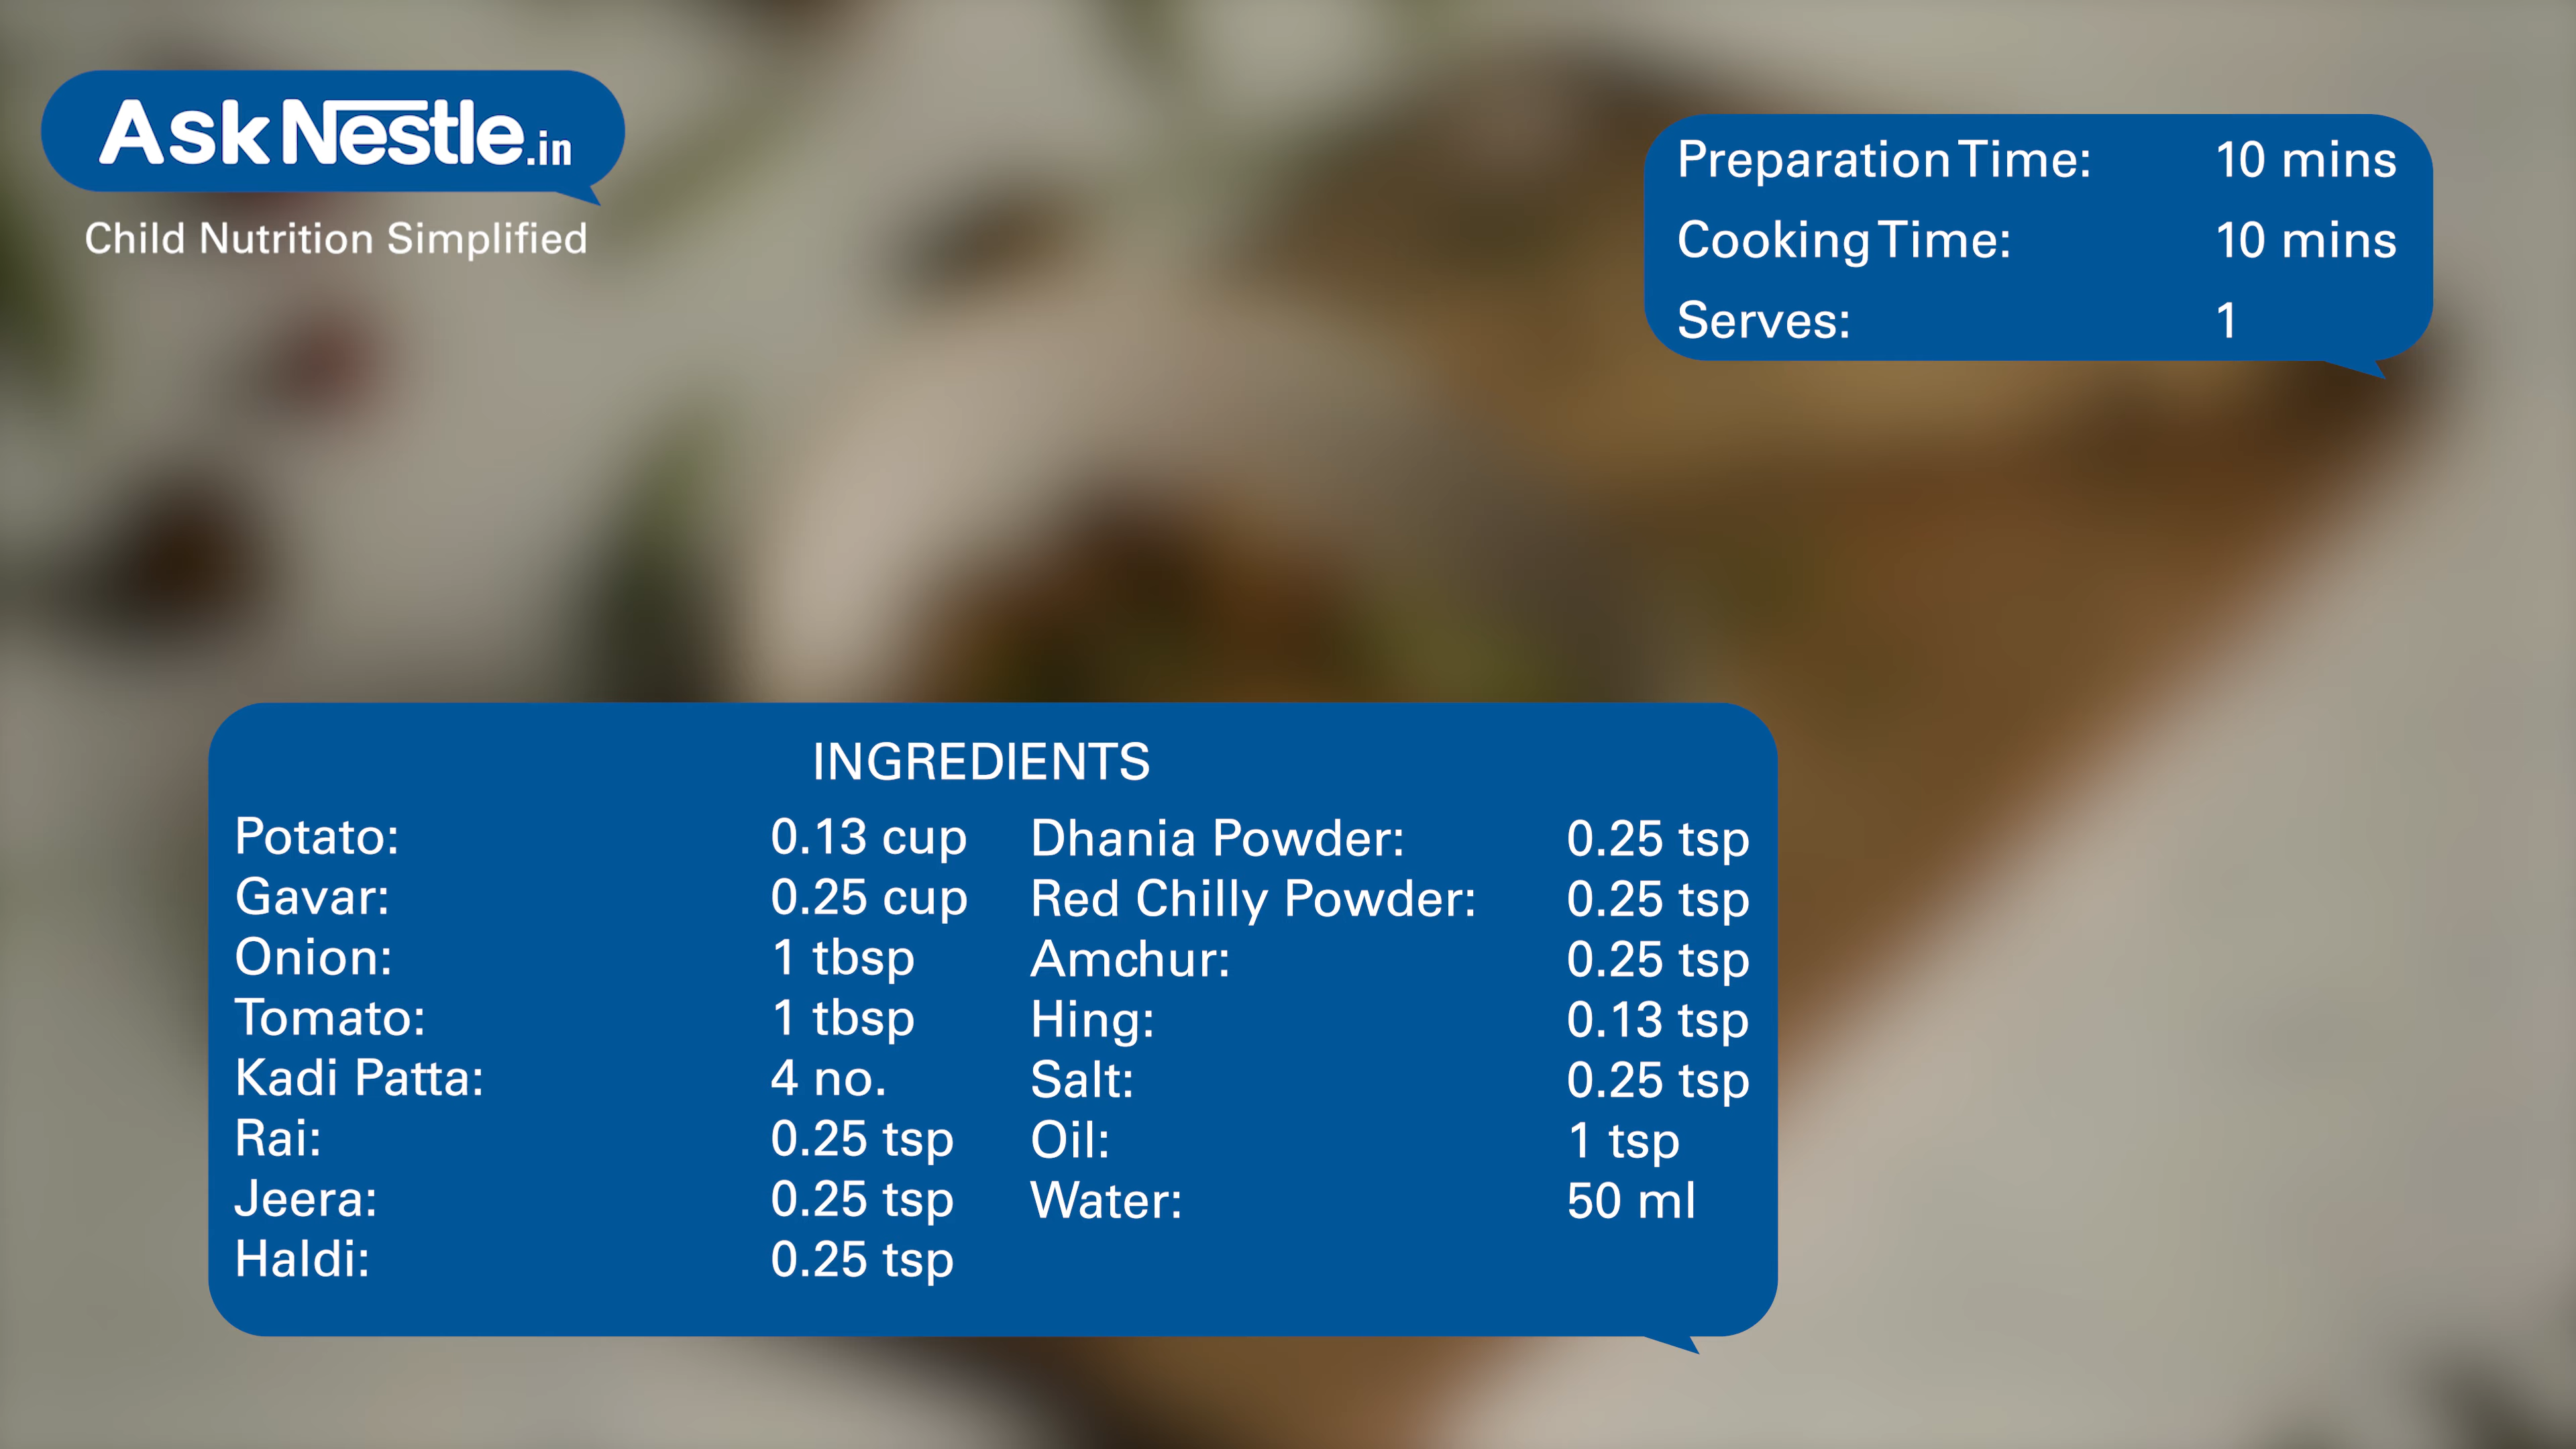 AskNestle.in
Child Nutrition Simplified
Preparation Time: 10 mins
Cooking Time: 10 mins
Serves: 1
INGREDIENTS
Potato: 0.13 cup
Gavar: 0.25 cup
Onion: 1 tbsp
Tomato: 1 tbsp
Kadi Patta: 4 no.
Rai: 0.25 tsp
Jeera: 0.25 tsp
Haldi: 0.25 tsp
Dhania Powder: 0.25 tsp
Red Chilly Powder: 0.25 tsp
Amchur: 0.25 tsp
Hing: 0.13 tsp
Salt: 0.25 tsp
Oil: 1 tsp
Water: 50 ml